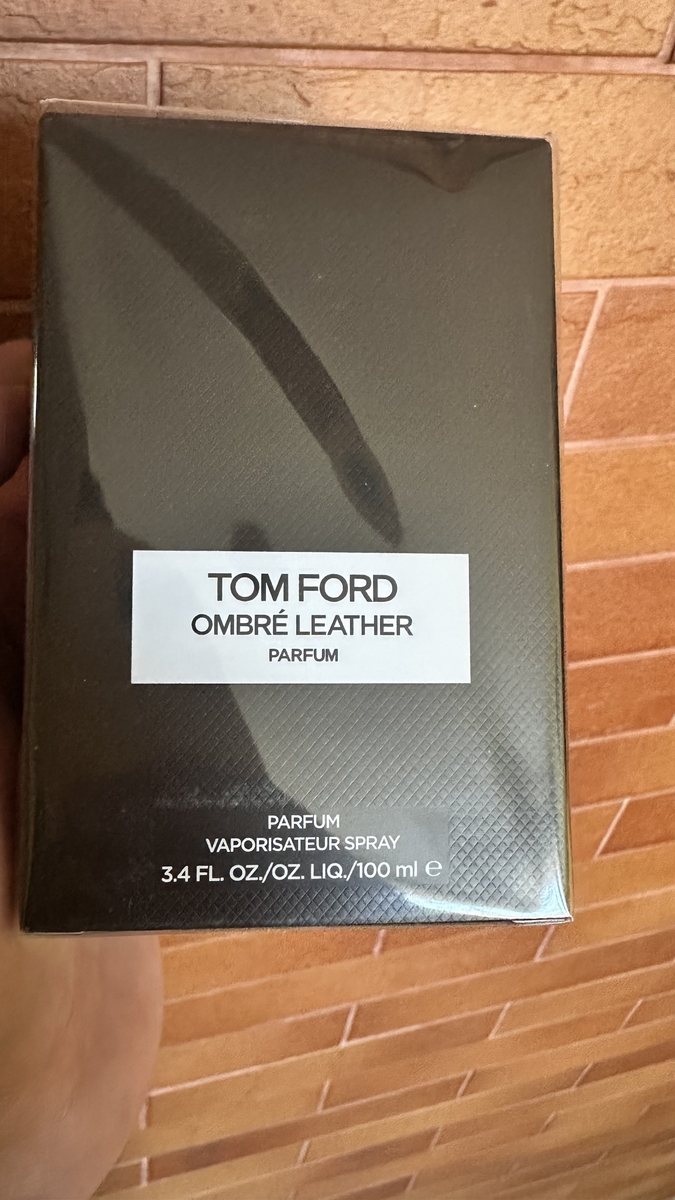 TOM FORD
OMBRÉ LEATHER
PARFUM
PARFUM
VAPORISATEUR SPRAY
3.4 FL. OZ./OZ. LIQ./100 ml ℮